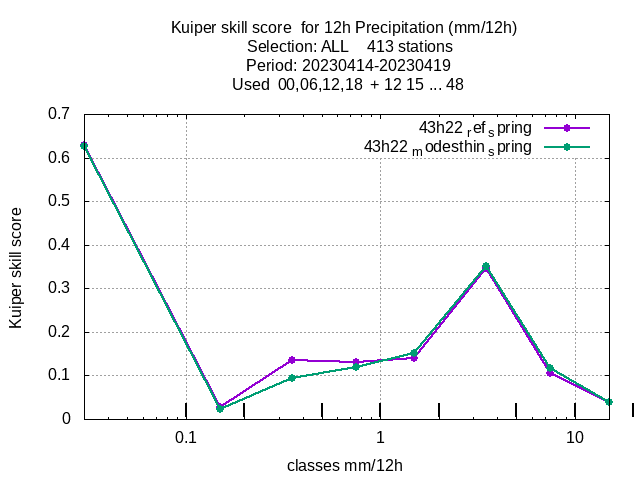 Kuiper skill score  for 12h Precipitation (mm/12h)
Selection: ALL    413 stations
Period: 20230414-20230419
Used  00,06,12,18  + 12 15 ... 48
43h22 ref spring
43h22 modesthin spring
Kuiper skill score
0.7
0.6
0.5
0.4
0.3
0.2
0.1
0
0.1 1 10
classes mm/12h